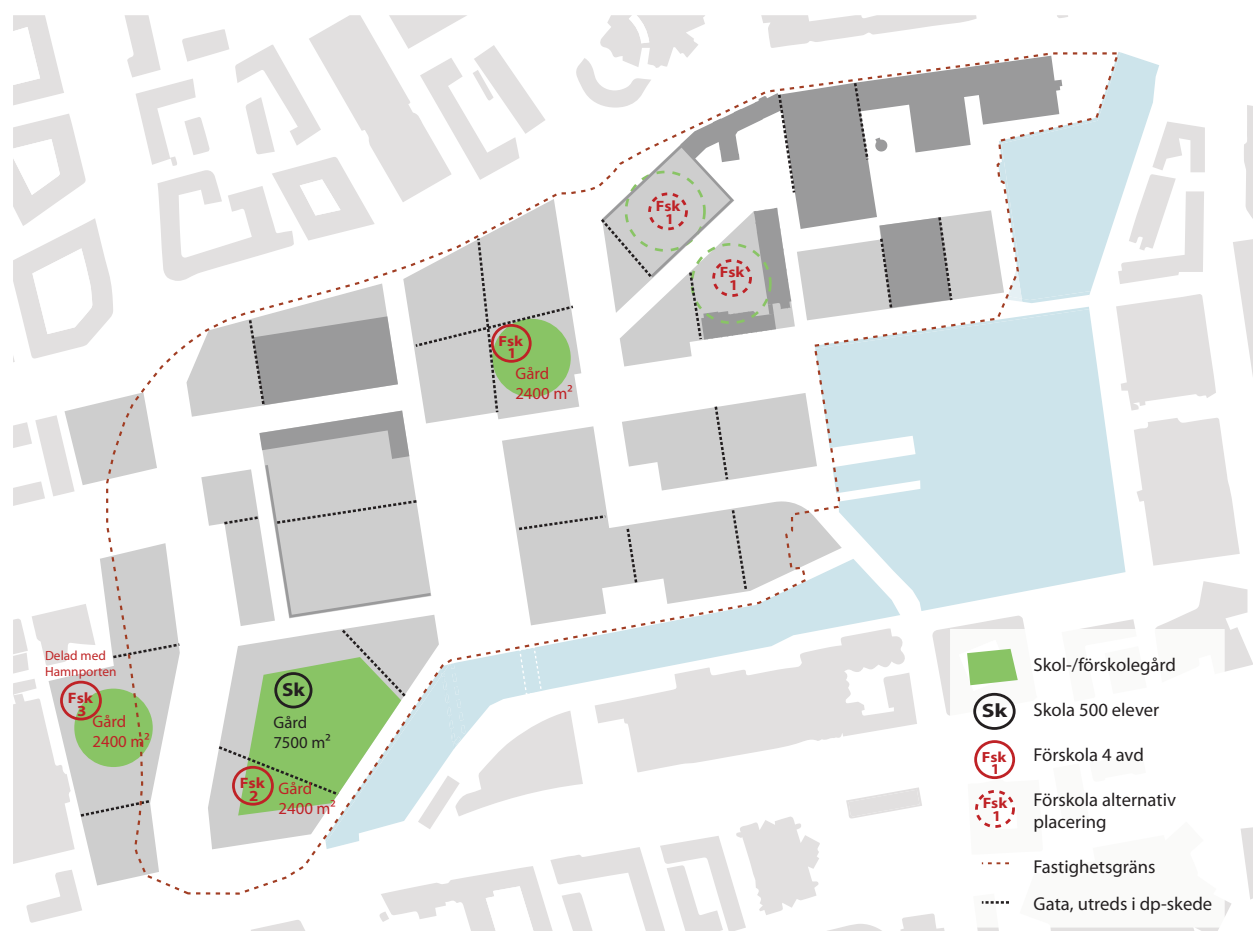 Fsk
1
Fsk
1
Fsk
1
Gård
2400 m²
Delad med
Hamnporten
Fsk
3
Gård
2400 m²
Sk
Gård
7500 m²
Fsk
2
Gård
2400 m²
Skol-/förskolegård
Sk
Skola 500 elever
Fsk
1
Förskola 4 avd
Fsk
1
Förskola alternativ
placering
Fastighetsgräns
Gata, utreds i dp-skede